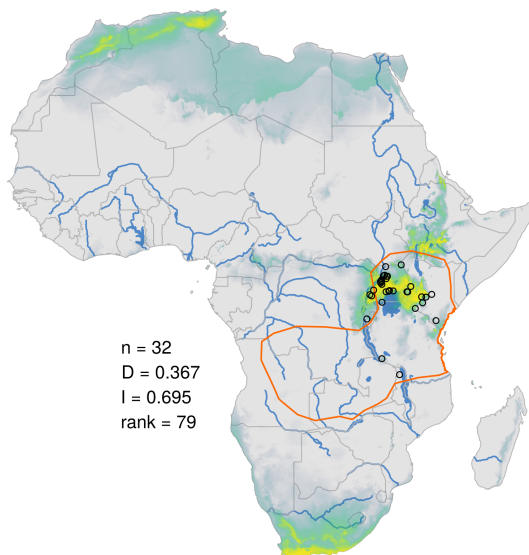 n = 32
D = 0.367
I = 0.695
rank = 79